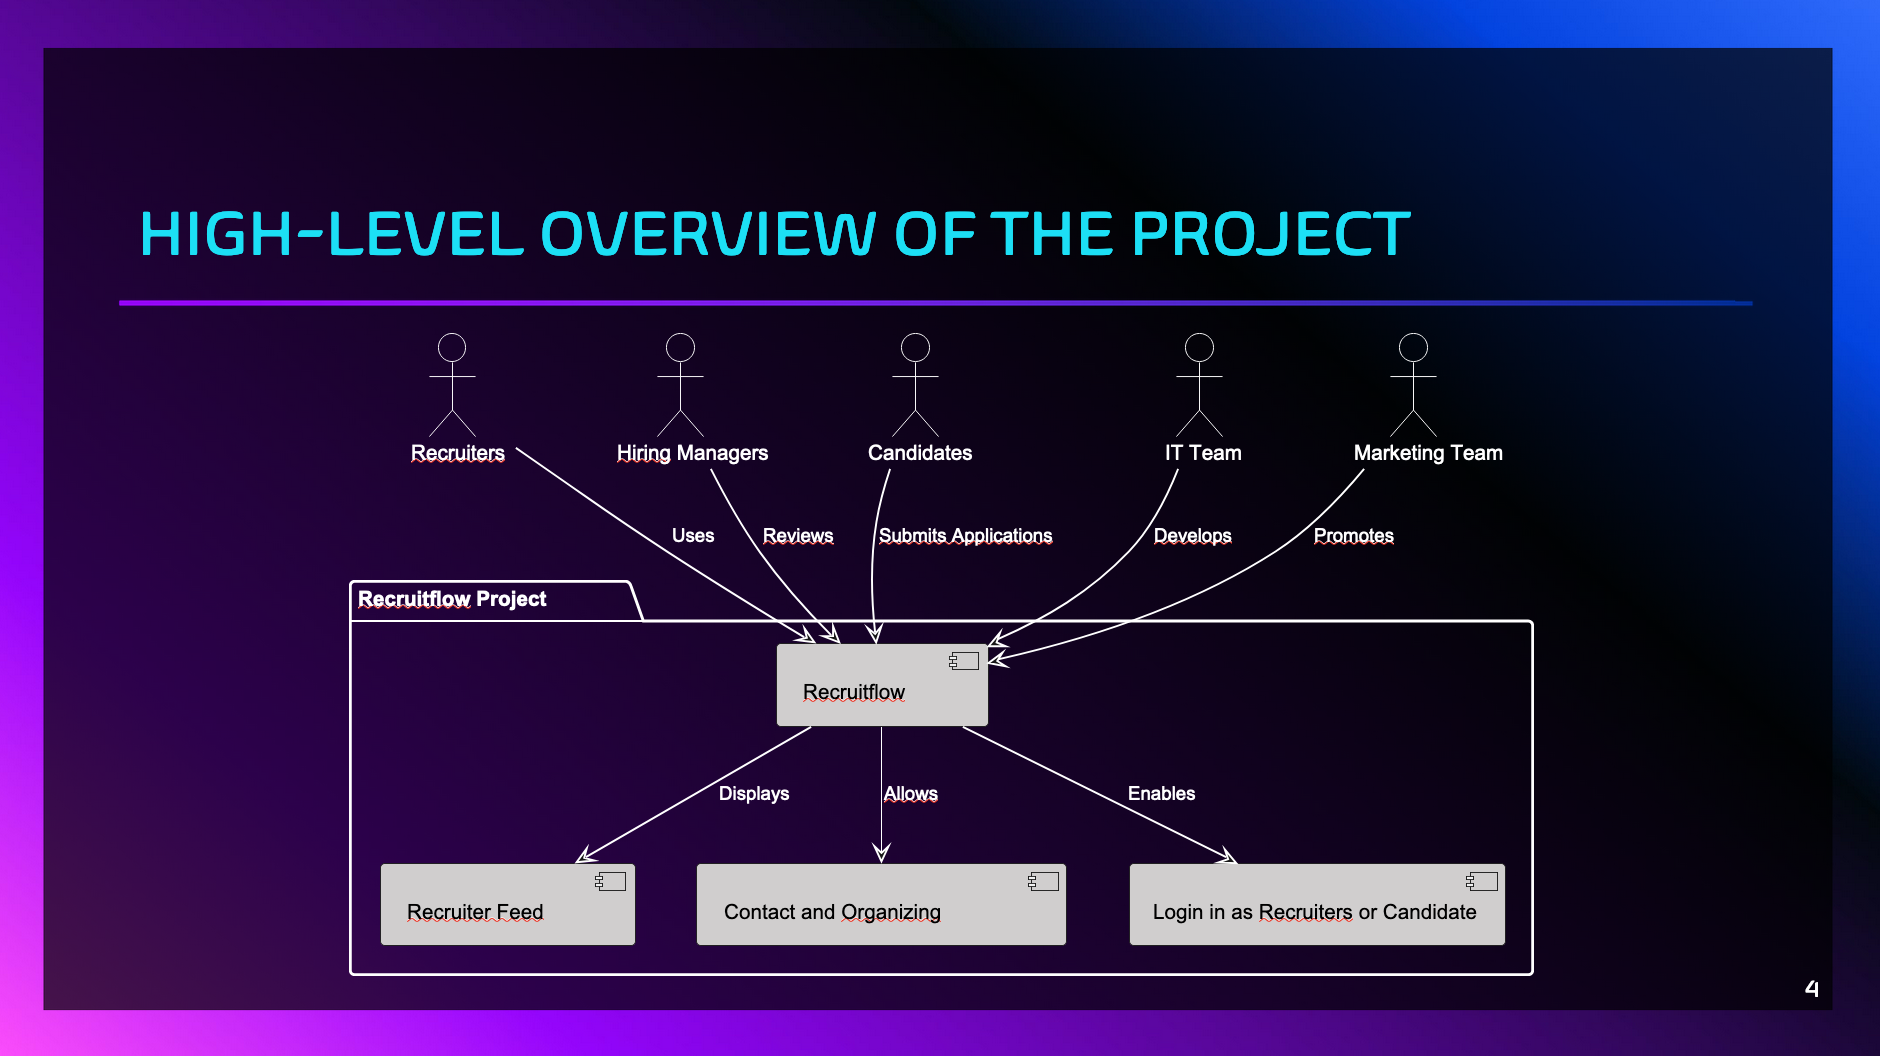 HIGH-LEVEL OVERVIEW OF THE PROJECT
Recruiters
Hiring Managers
Candidates
IT Team
Marketing Team
Uses
Reviews
Submits Applications
Develops
Promotes
Recruitflow Project
Recruitflow
Displays
Allows
Enables
Recruiter Feed
Contact and Organizing
Login in as Recruiters or Candidate
4